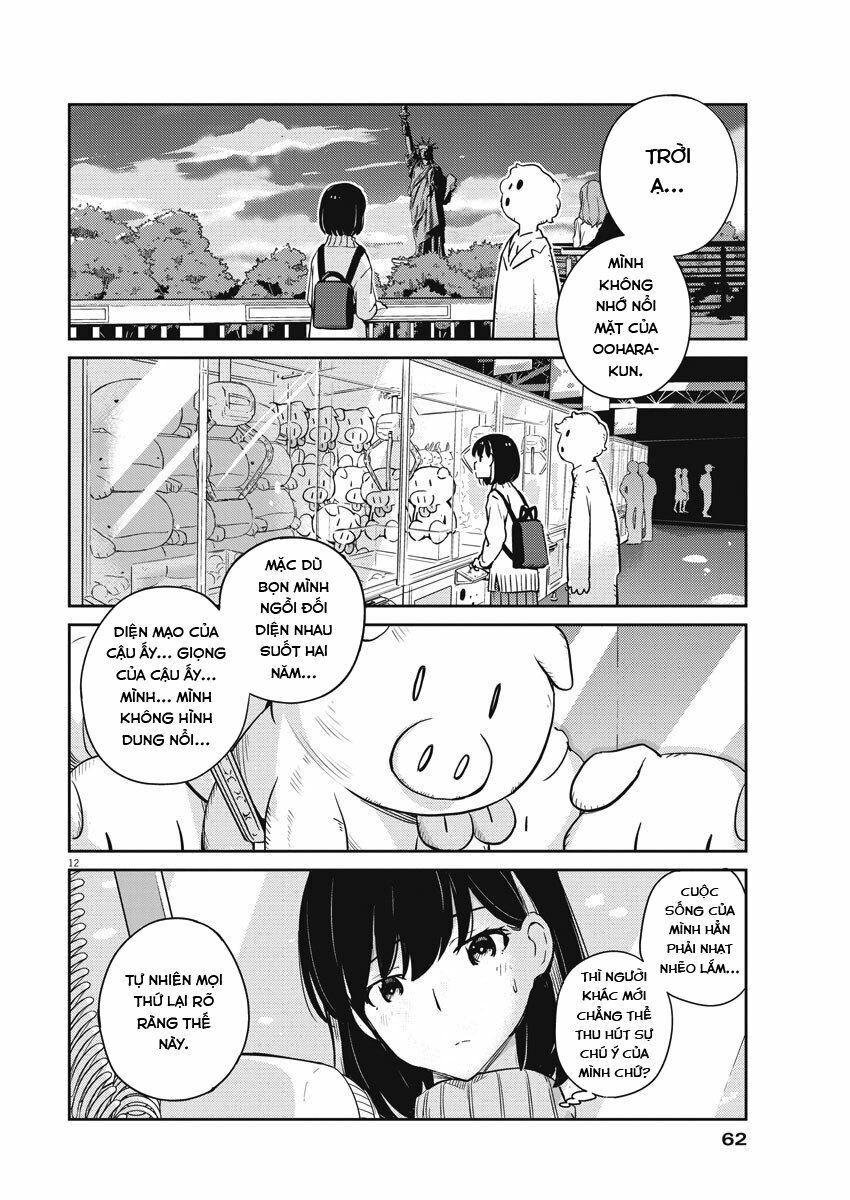 TRỜI
Ạ...
MÌNH
KHÔNG
NHỚ NỔI
MẶT CỦA
OOHARA-
KUN.
MẶC DÙ
BỌN MÌNH
NGỒI ĐỐI
DIỆN NHAU
SUỐT HAI
NĂM...
DIỆN MẠO CỦA
CẬU ẤY... GIỌNG
CỦA CẬU ẤY...
MÌNH... MÌNH
KHÔNG HÌNH
DUNG NỔI...
12
CUỘC
SỐNG CỦA
MÌNH HẲN
PHẢI NHẠT
NHẼO LẮM...
THÌ NGƯỜI
KHÁC MỚI
CHẲNG THỂ
THU HÚT SỰ
CHÚ Ý CỦA
MÌNH CHỨ?
TỰ NHIÊN MỌI
THỨ LẠI RÕ
RÀNG THẾ
NÀY.
62